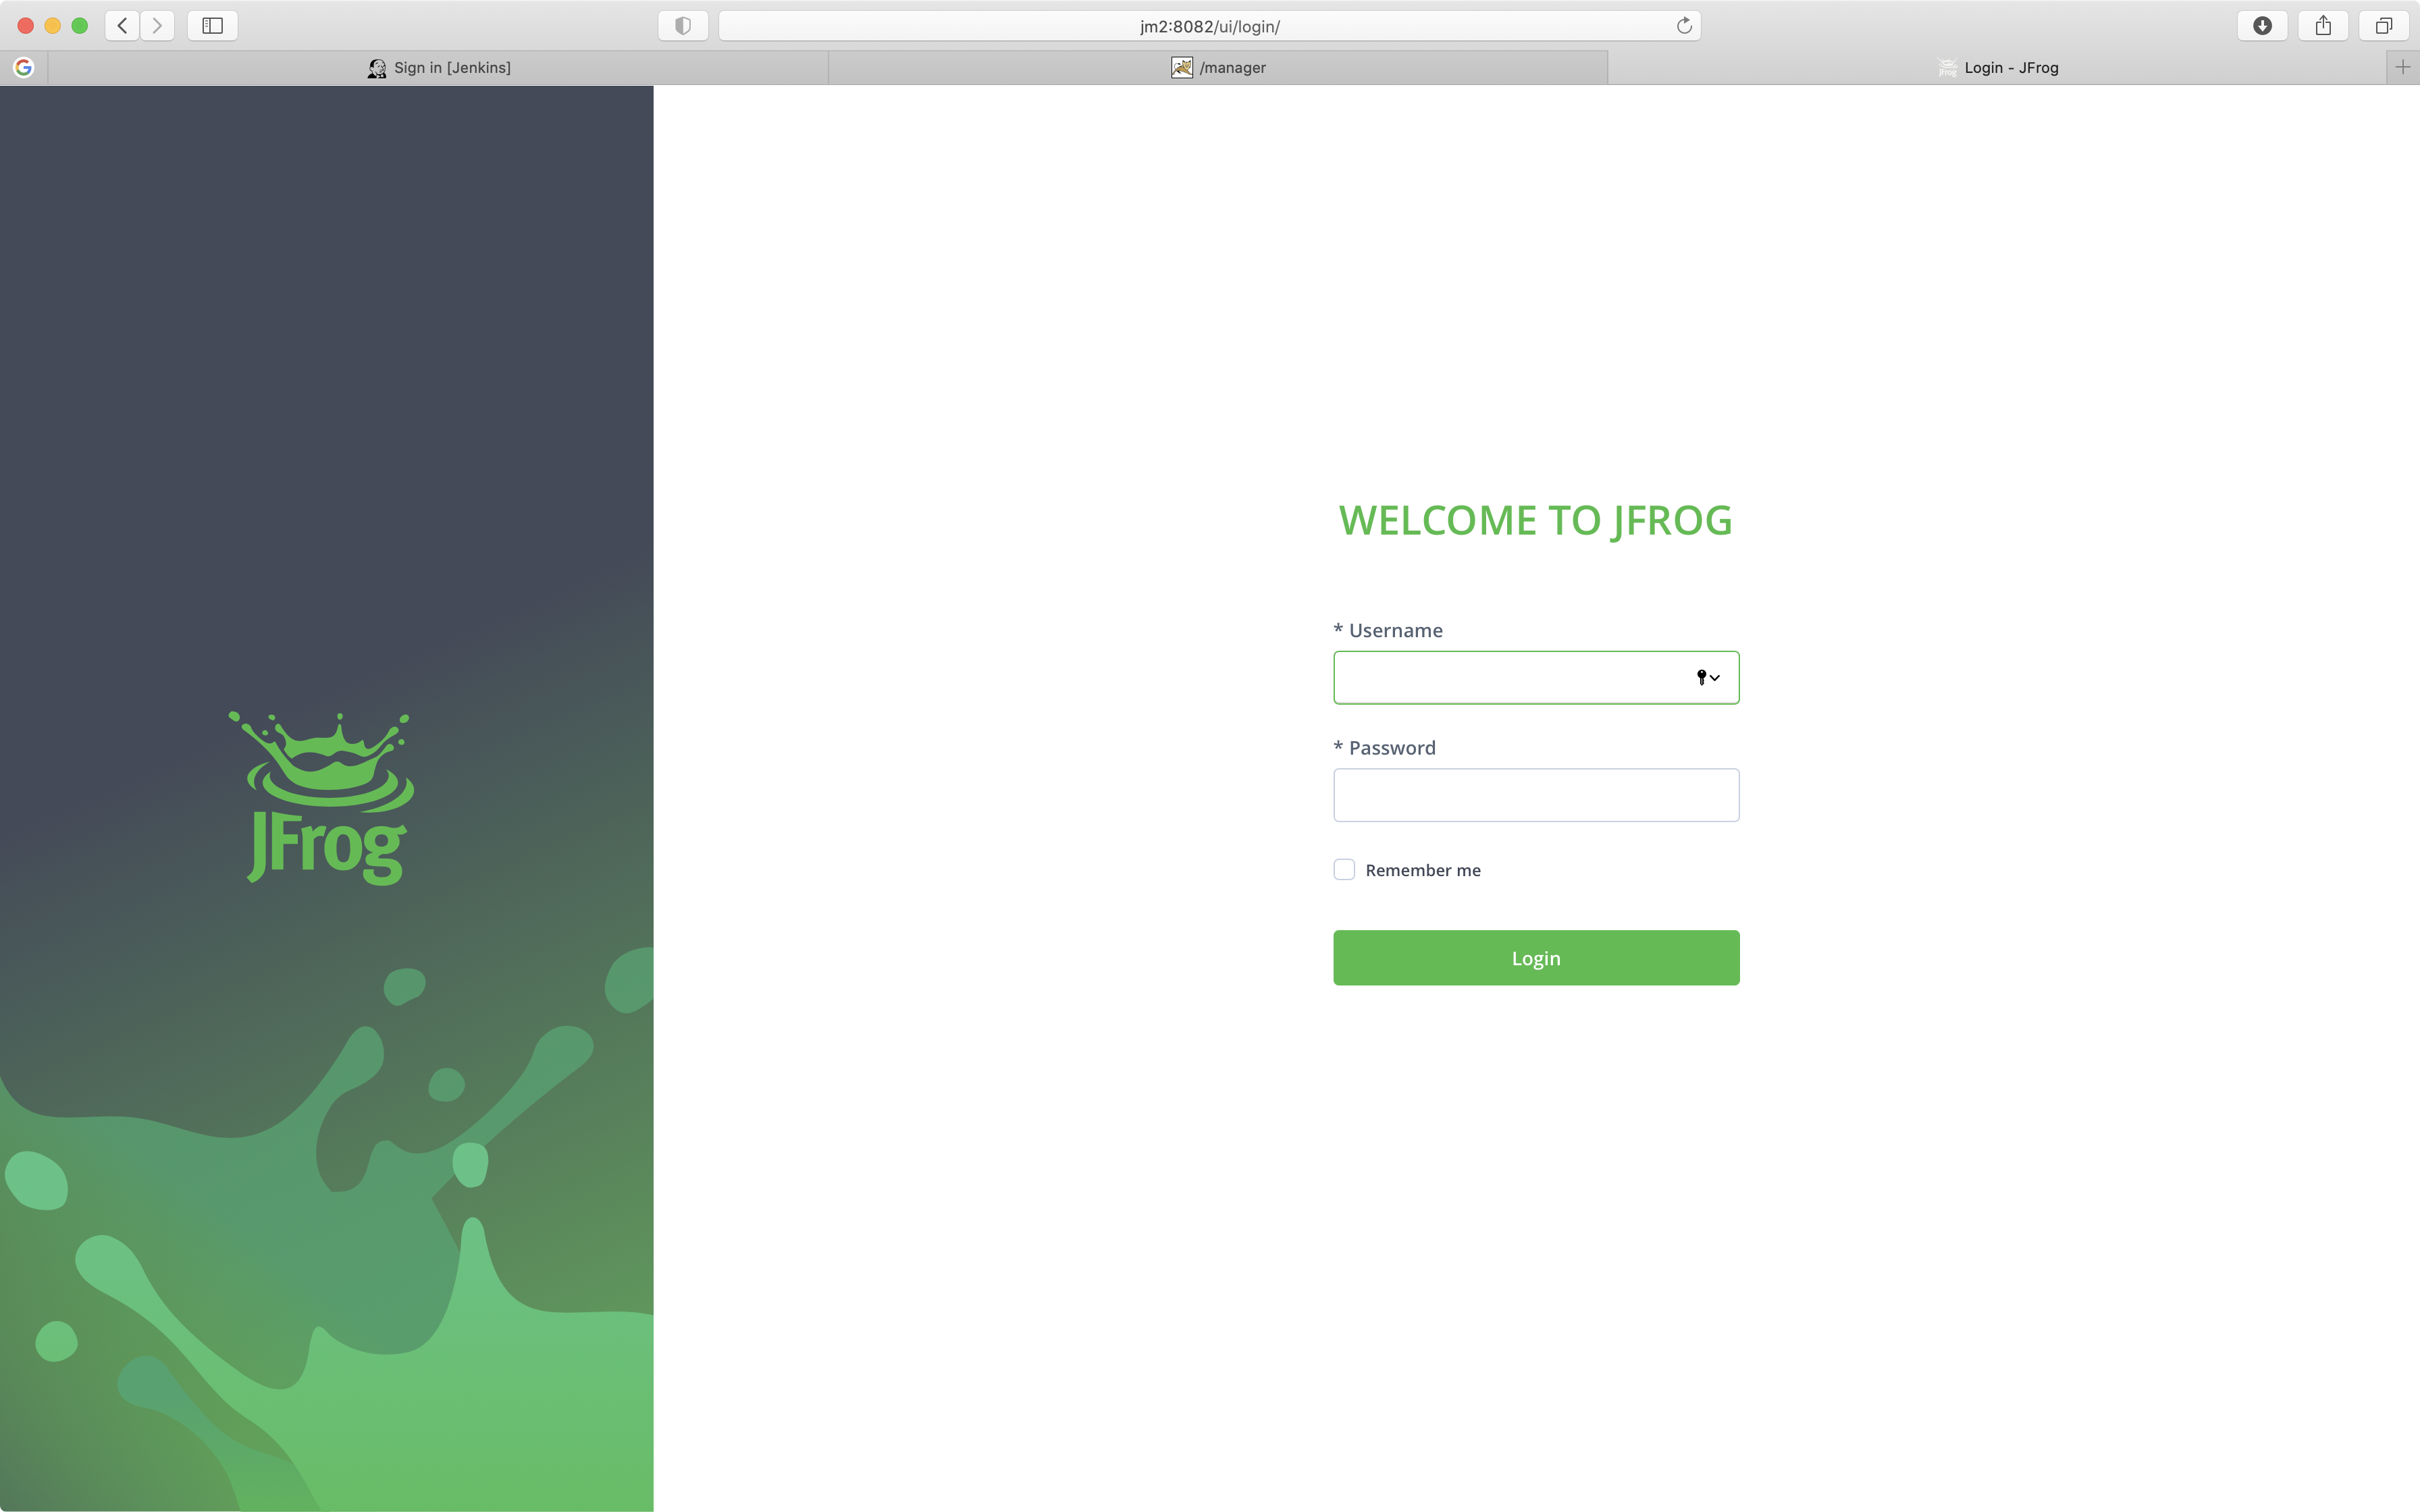 jm2:8082/ui/login/
Sign in [Jenkins]
/manager
Login - JFrog
JFrog
WELCOME TO JFROG
* Username
* Password
Remember me
Login